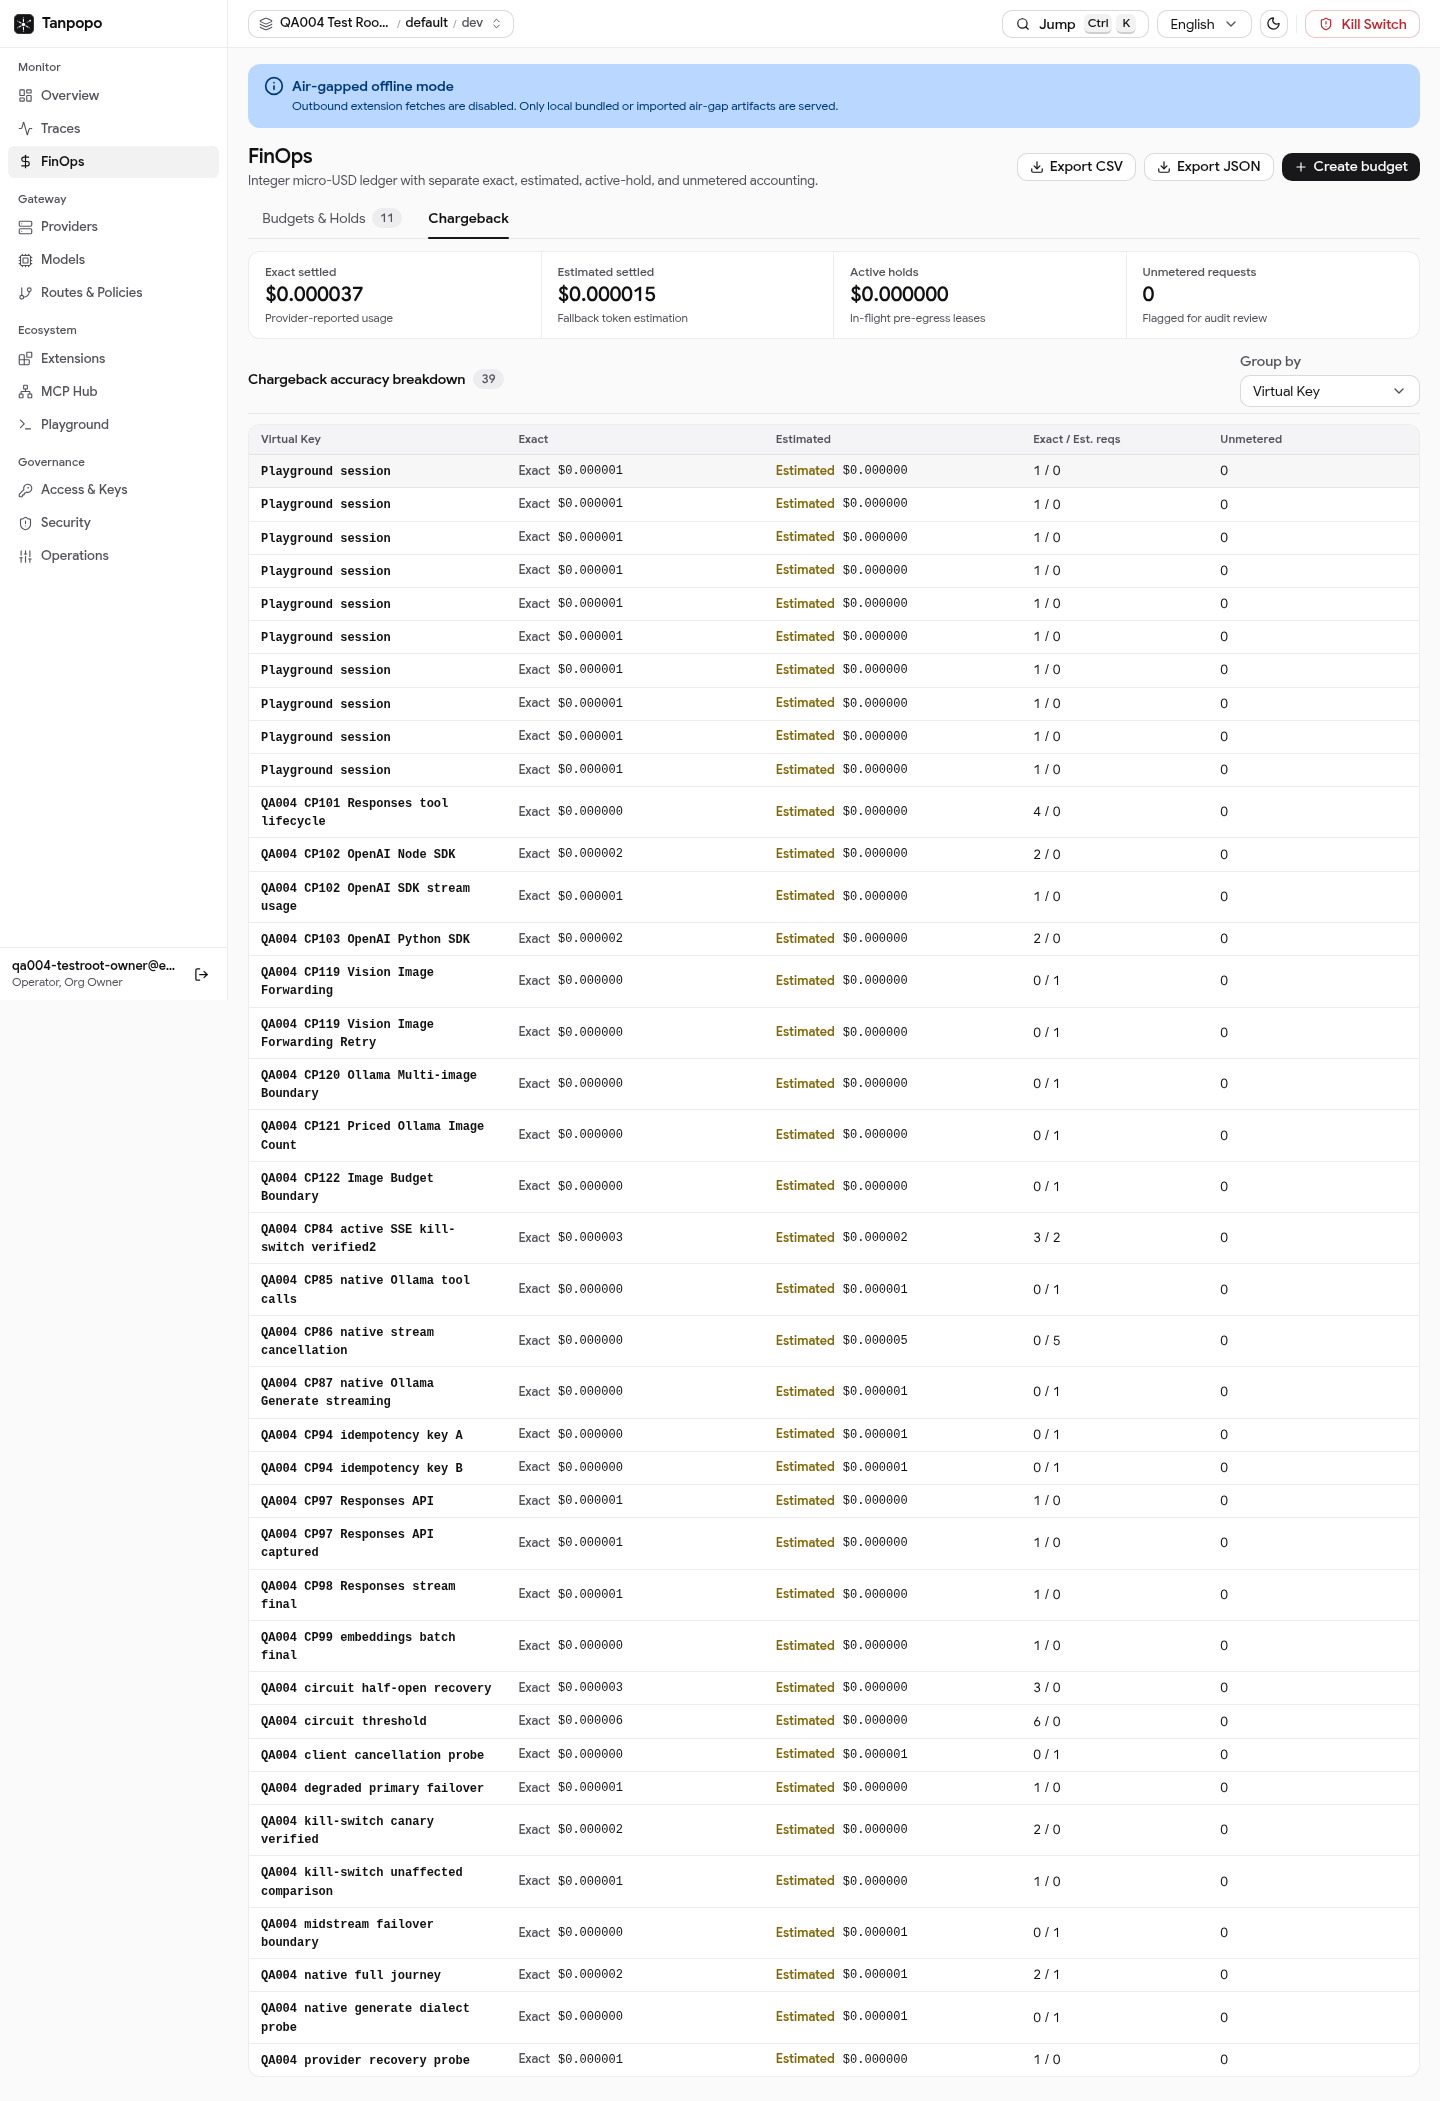 Tanpopo
QA004 Test Roo... / default / dev
Jump Ctrl K
English
Kill Switch
Monitor
Overview
Traces
FinOps
Gateway
Providers
Models
Routes & Policies
Ecosystem
Extensions
MCP Hub
Playground
Governance
Access & Keys
Security
Operations
qa004-testroot-owner@e...
Operator, Org Owner
Air-gapped offline mode
Outbound extension fetches are disabled. Only local bundled or imported air-gap artifacts are served.
FinOps
Integer micro-USD ledger with separate exact, estimated, active-hold, and unmetered accounting.
Export CSV
Export JSON
Create budget
Budgets & Holds 11
Chargeback
Exact settled
$0.000037
Provider-reported usage
Estimated settled
$0.000015
Fallback token estimation
Active holds
$0.000000
In-flight pre-egress leases
Unmetered requests
0
Flagged for audit review
Chargeback accuracy breakdown 39
Group by
Virtual Key
Virtual Key Exact Estimated Exact / Est. reqs Unmetered
Playground session Exact $0.000001 Estimated $0.000000 1 / 0 0
Playground session Exact $0.000001 Estimated $0.000000 1 / 0 0
Playground session Exact $0.000001 Estimated $0.000000 1 / 0 0
Playground session Exact $0.000001 Estimated $0.000000 1 / 0 0
Playground session Exact $0.000001 Estimated $0.000000 1 / 0 0
Playground session Exact $0.000001 Estimated $0.000000 1 / 0 0
Playground session Exact $0.000001 Estimated $0.000000 1 / 0 0
Playground session Exact $0.000001 Estimated $0.000000 1 / 0 0
Playground session Exact $0.000001 Estimated $0.000000 1 / 0 0
Playground session Exact $0.000001 Estimated $0.000000 1 / 0 0
QA004 CP101 Responses tool
lifecycle
Exact $0.000000 Estimated $0.000000 4 / 0 0
QA004 CP102 OpenAI Node SDK Exact $0.000002 Estimated $0.000000 2 / 0 0
QA004 CP102 OpenAI SDK stream
usage
Exact $0.000001 Estimated $0.000000 1 / 0 0
QA004 CP103 OpenAI Python SDK Exact $0.000002 Estimated $0.000000 2 / 0 0
QA004 CP119 Vision Image
Forwarding
Exact $0.000000 Estimated $0.000000 0 / 1 0
QA004 CP119 Vision Image
Forwarding Retry
Exact $0.000000 Estimated $0.000000 0 / 1 0
QA004 CP120 Ollama Multi-image
Boundary
Exact $0.000000 Estimated $0.000000 0 / 1 0
QA004 CP121 Priced Ollama Image
Count
Exact $0.000000 Estimated $0.000000 0 / 1 0
QA004 CP122 Image Budget
Boundary
Exact $0.000000 Estimated $0.000000 0 / 1 0
QA004 CP84 active SSE kill-
switch verified2
Exact $0.000003 Estimated $0.000002 3 / 2 0
QA004 CP85 native Ollama tool
calls
Exact $0.000000 Estimated $0.000001 0 / 1 0
QA004 CP86 native stream
cancellation
Exact $0.000000 Estimated $0.000005 0 / 5 0
QA004 CP87 native Ollama
Generate streaming
Exact $0.000000 Estimated $0.000001 0 / 1 0
QA004 CP94 idempotency key A Exact $0.000000 Estimated $0.000001 0 / 1 0
QA004 CP94 idempotency key B Exact $0.000000 Estimated $0.000001 0 / 1 0
QA004 CP97 Responses API Exact $0.000001 Estimated $0.000000 1 / 0 0
QA004 CP97 Responses API
captured
Exact $0.000001 Estimated $0.000000 1 / 0 0
QA004 CP98 Responses stream
final
Exact $0.000001 Estimated $0.000000 1 / 0 0
QA004 CP99 embeddings batch
final
Exact $0.000000 Estimated $0.000000 1 / 0 0
QA004 circuit half-open recovery Exact $0.000003 Estimated $0.000000 3 / 0 0
QA004 circuit threshold Exact $0.000006 Estimated $0.000000 6 / 0 0
QA004 client cancellation probe Exact $0.000000 Estimated $0.000001 0 / 1 0
QA004 degraded primary failover Exact $0.000001 Estimated $0.000000 1 / 0 0
QA004 kill-switch canary
verified
Exact $0.000002 Estimated $0.000000 2 / 0 0
QA004 kill-switch unaffected
comparison
Exact $0.000001 Estimated $0.000000 1 / 0 0
QA004 midstream failover
boundary
Exact $0.000000 Estimated $0.000001 0 / 1 0
QA004 native full journey Exact $0.000002 Estimated $0.000001 2 / 1 0
QA004 native generate dialect
probe
Exact $0.000000 Estimated $0.000001 0 / 1 0
QA004 provider recovery probe Exact $0.000001 Estimated $0.000000 1 / 0 0